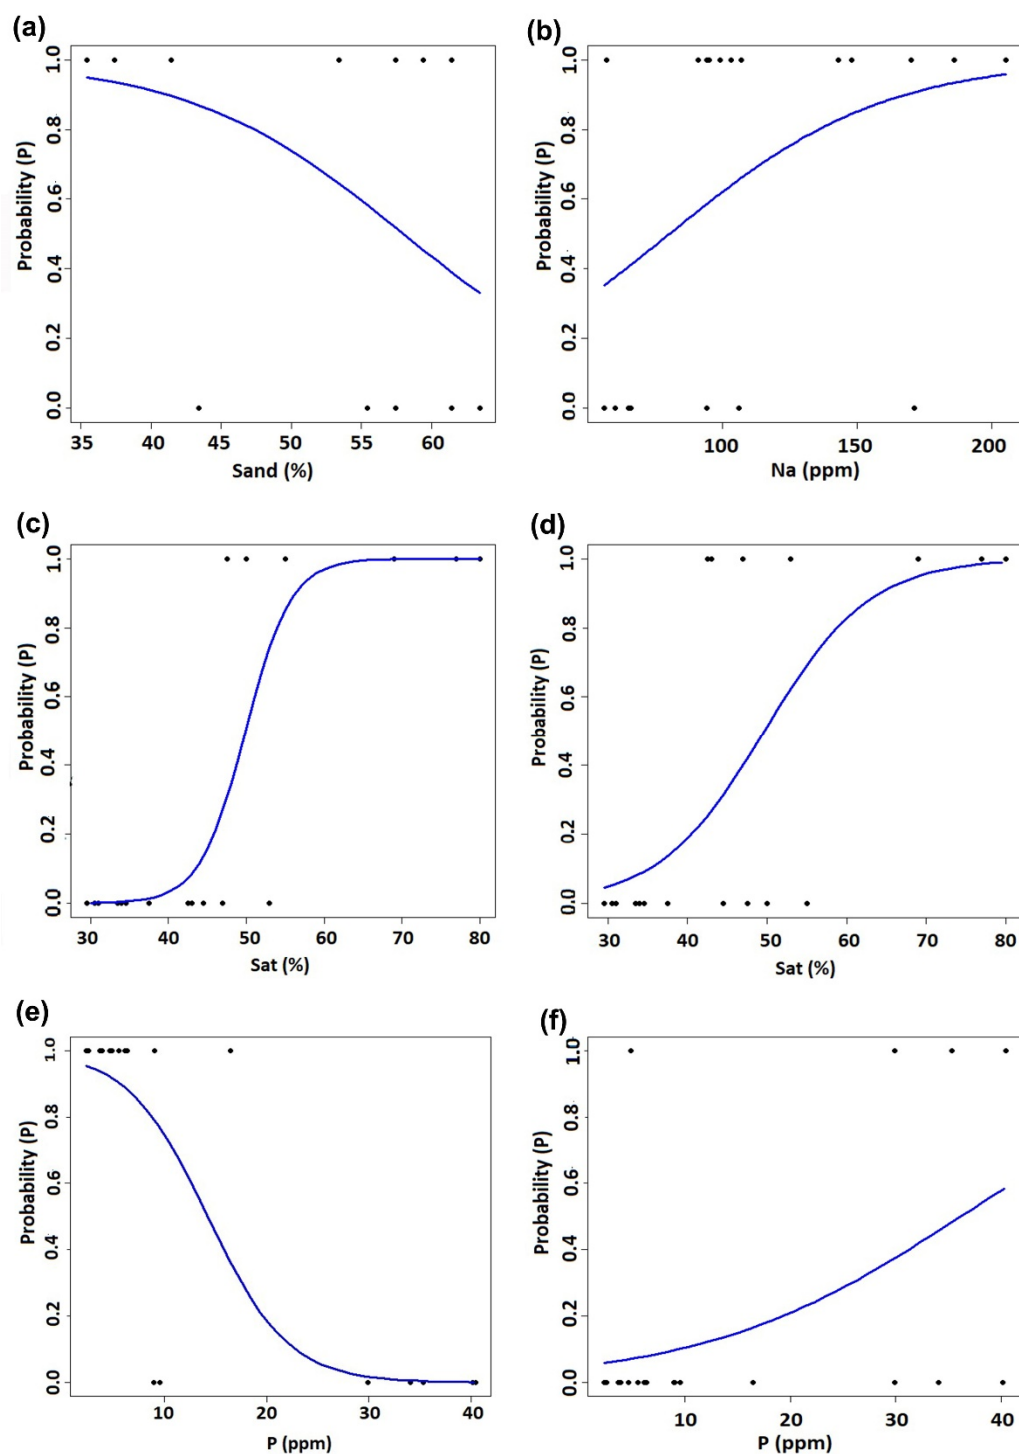 (a)
1.0
0.8
0.6
0.4
0.2
0.0
Probability (P)
35 40 45 50 55 60
Sand (%)
(b)
1.0
0.8
0.6
0.4
0.2
0.0
Probability (P)
100 150 200
Na (ppm)
(c)
1.0
0.8
0.6
0.4
0.2
0.0
Probability (P)
30 40 50 60 70 80
Sat (%)
(d)
1.0
0.8
0.6
0.4
0.2
0.0
Probability (P)
30 40 50 60 70 80
Sat (%)
(e)
1.0
0.8
0.6
0.4
0.2
0.0
Probability (P)
10 20 30 40
P (ppm)
(f)
1.0
0.8
0.6
0.4
0.2
0.0
Probability (P)
10 20 30 40
P (ppm)